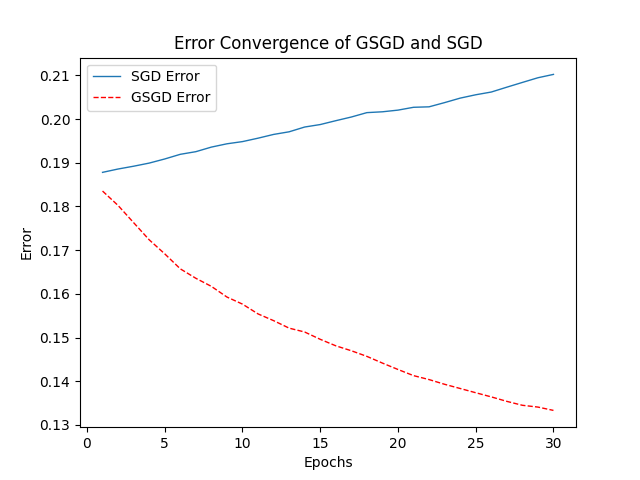 Error Convergence of GSGD and SGD
SGD Error
GSGD Error
0.21
0.20
0.19
0.18
0.17
0.16
0.15
0.14
0.13
Error
0 5 10 15 20 25 30
Epochs